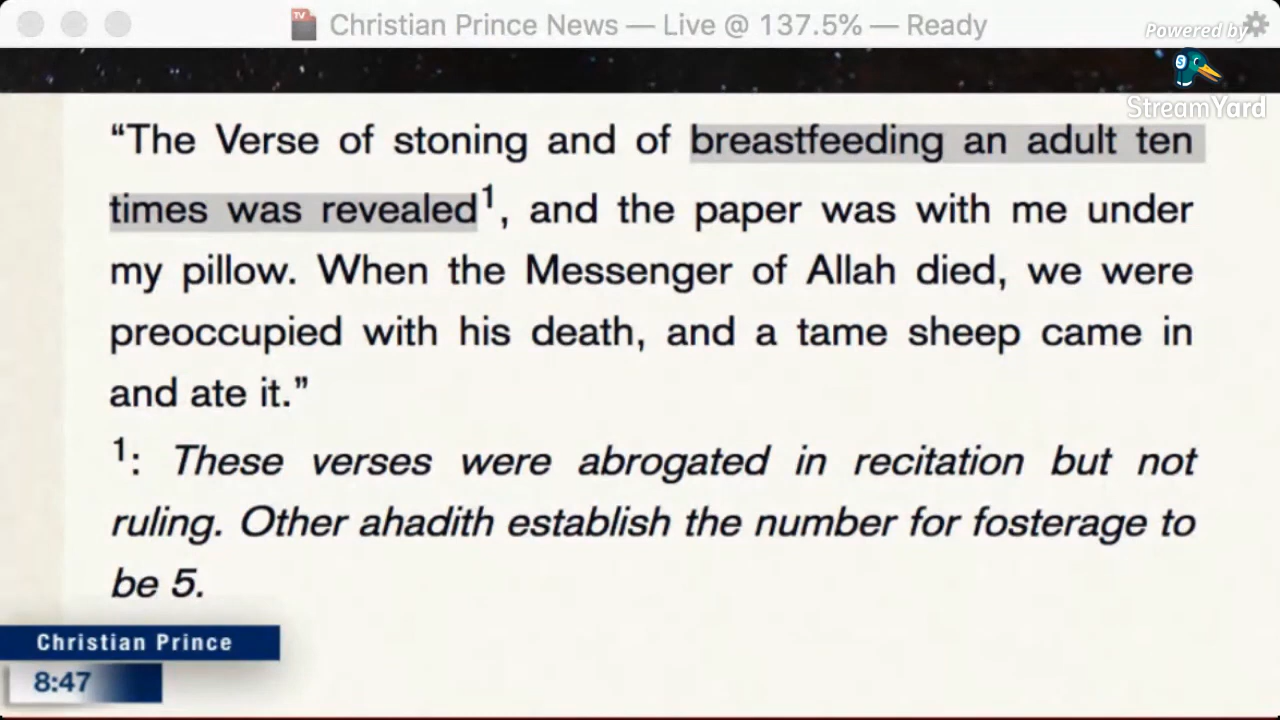 Christian Prince News — Live @ 137.5% — Ready
Powered by
StreamYard
“The Verse of stoning and of breastfeeding an adult ten
times was revealed¹, and the paper was with me under
my pillow. When the Messenger of Allah died, we were
preoccupied with his death, and a tame sheep came in
and ate it.”
¹: These verses were abrogated in recitation but not
ruling. Other ahadith establish the number for fosterage to
be 5.
Christian Prince
8:47